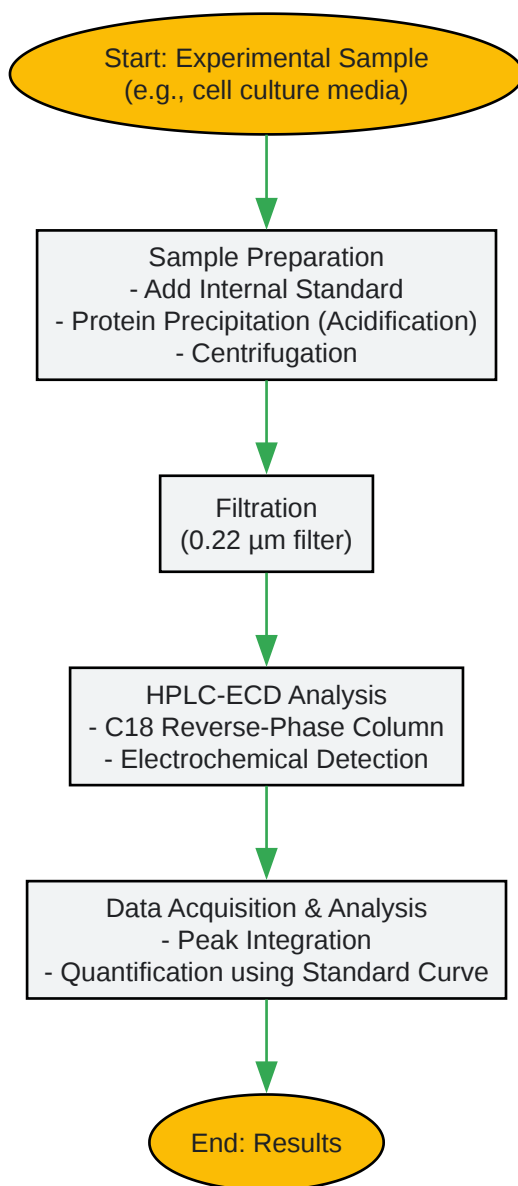 Start: Experimental Sample
(e.g., cell culture media)
Sample Preparation
- Add Internal Standard
- Protein Precipitation (Acidification)
- Centrifugation
Filtration
(0.22 µm filter)
HPLC-ECD Analysis
- C18 Reverse-Phase Column
- Electrochemical Detection
Data Acquisition & Analysis
- Peak Integration
- Quantification using Standard Curve
End: Results